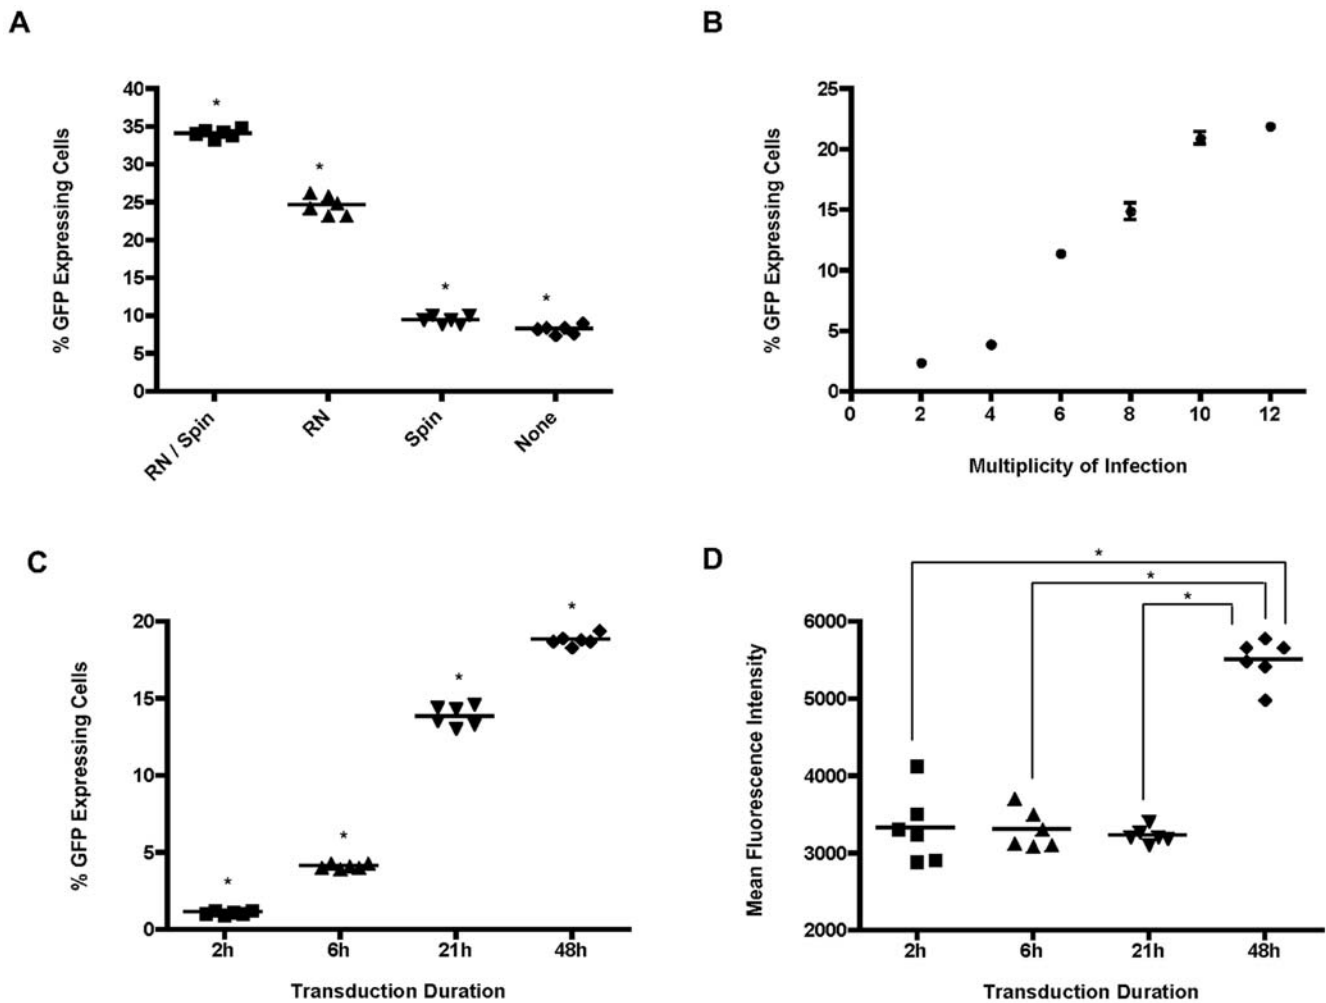 A
% GFP Expressing Cells
40
35
30
25
20
15
10
5
0
*
*
*
*
RN / Spin
RN
Spin
None
B
% GFP Expressing Cells
25
20
15
10
5
0
0 2 4 6 8 10 12
Multiplicity of Infection
C
% GFP Expressing Cells
20
15
10
5
0
*
*
*
*
2h 6h 21h 48h
Transduction Duration
D
Mean Fluorescence Intensity
*
*
*
6000
5000
4000
3000
2000
2h 6h 21h 48h
Transduction Duration